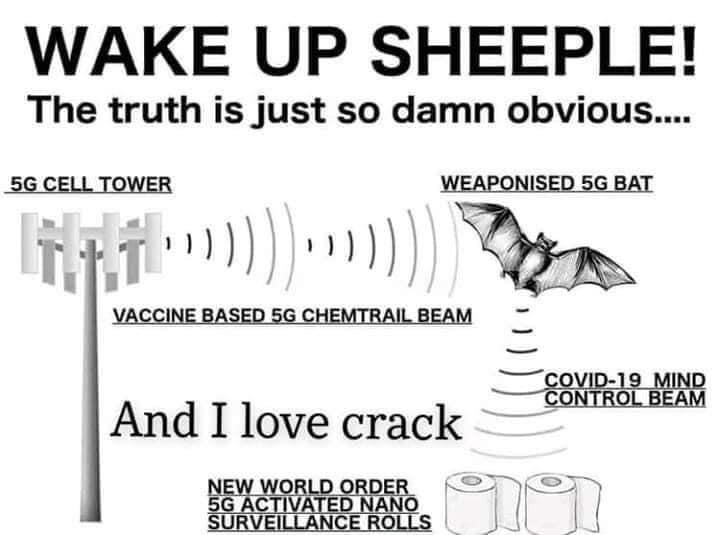 WAKE UP SHEEPLE!
The truth is just so damn obvious....
5G CELL TOWER
WEAPONISED 5G BAT
VACCINE BASED 5G CHEMTRAIL BEAM
COVID-19 MIND
CONTROL BEAM
And I love crack
NEW WORLD ORDER
5G ACTIVATED NANO
SURVEILLANCE ROLLS